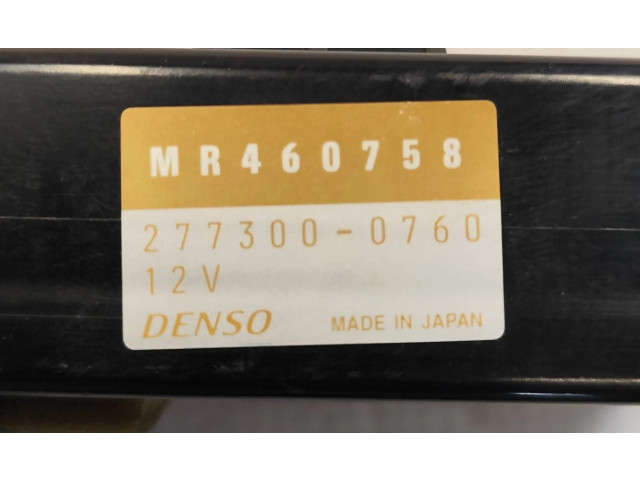 MR460758
277300-0760
12V
DENSO MADE IN JAPAN